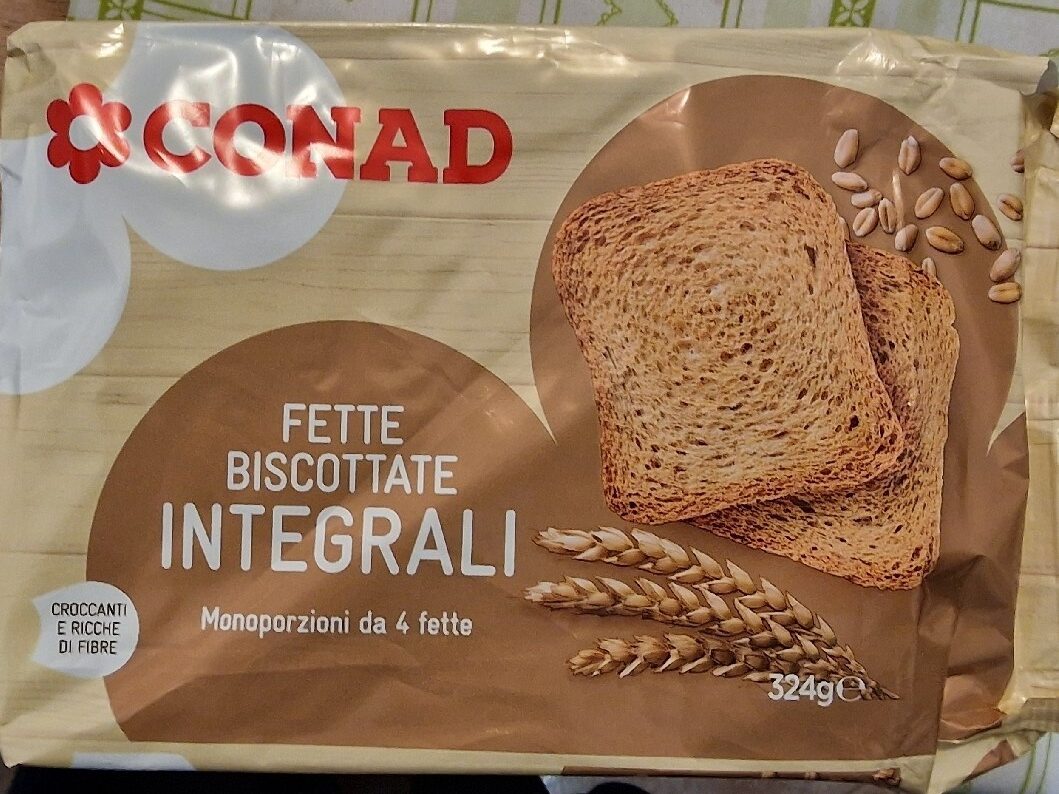 CONAD
FETTE
BISCOTTATE
INTEGRALI
Monoporzioni da 4 fette
CROCCANTI
E RICCHE
DI FIBRE
324g℮